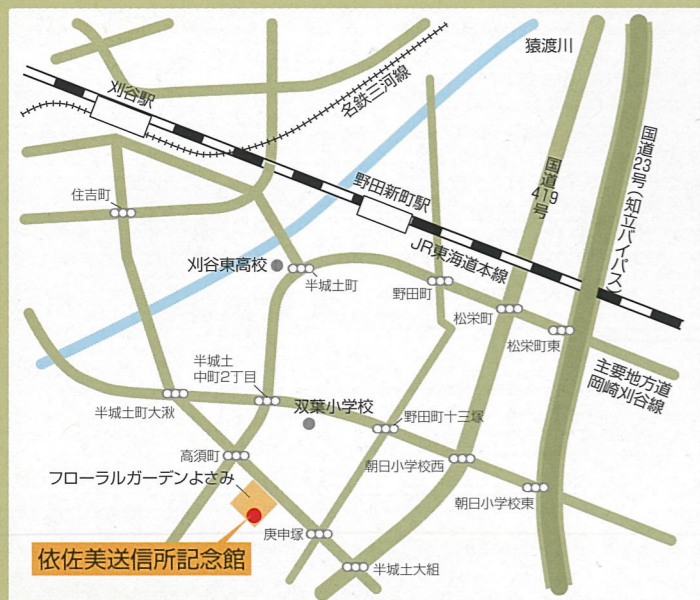 猿渡川
刈谷駅
名鉄三河線
国道23号(知立バイパス)
国道419号
住吉町
野田新町駅
JR東海道本線
刈谷東高校
半城土町
野田町
松栄町
松栄町東
主要地方道
岡崎刈谷線
半城土
中町2丁目
半城土町大湫
双葉小学校
野田町十三塚
高須町
朝日小学校西
フローラルガーデンよさみ
朝日小学校東
庚申塚
依佐美送信所記念館
半城土大組